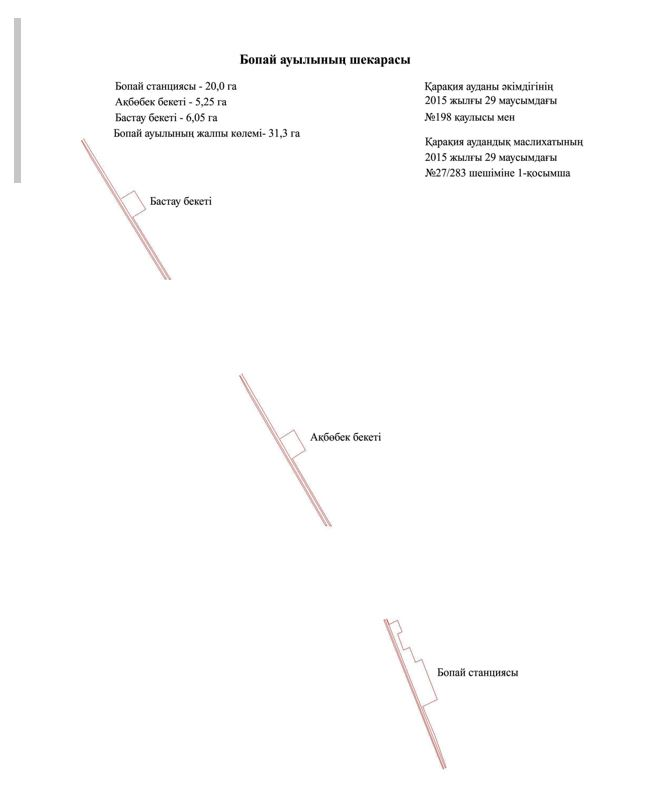 Бопай ауылының шекарасы
Бопай станциясы - 20,0 га
Ақбөбек бекеті - 5,25 га
Бастау бекеті - 6,05 га
Бопай ауылының жалпы көлемі- 31,3 га
Қарақия ауданы әкімдігінің
2015 жылғы 29 маусымдағы
№198 қаулысы мен
Қарақия аудандық маслихатының
2015 жылғы 29 маусымдағы
№27/283 шешіміне 1-қосымша
Бастау бекеті
Ақбөбек бекеті
Бопай станциясы